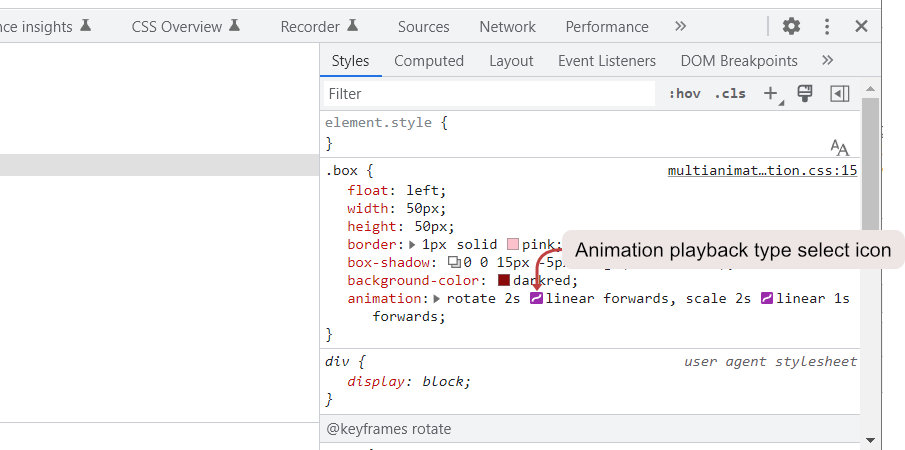 ce insights CSS Overview Recorder Sources Network Performance »
Styles Computed Layout Event Listeners DOM Breakpoints »
Filter :hov .cls +
element.style {
}
AA
.box { multianimat…tion.css:15
float: left;
width: 50px;
height: 50px;
border: 1px solid pink;
Animation playback type select icon
box-shadow: 0 0 15px -5px
background-color: darkred;
animation: rotate 2s linear forwards, scale 2s linear 1s
forwards;
}
div { user agent stylesheet
display: block;
}
@keyframes rotate